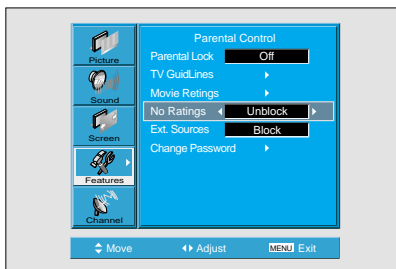 Parental Control
Picture
Parental Lock Off
TV GuidLines
Movie Retings
Sound
No Ratings Unblock
Ext. Sources Block
Screen
Change Password
Features
Channel
Move Adjust MENU Exit